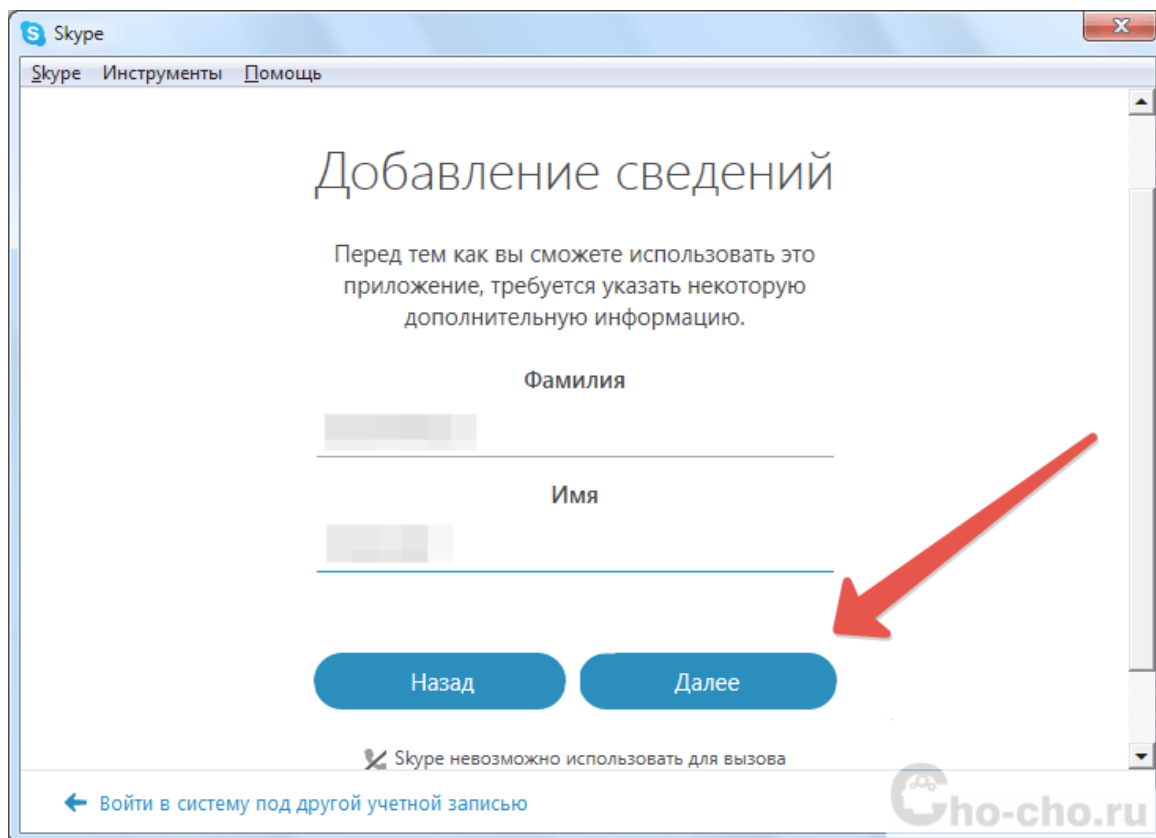 Skype
Skype Инструменты Помощь
Добавление сведений
Перед тем как вы сможете использовать это
приложение, требуется указать некоторую
дополнительную информацию.
Фамилия
Имя
Назад Далее
Skype невозможно использовать для вызова
Войти в систему под другой учетной записью
Cho-cho.ru